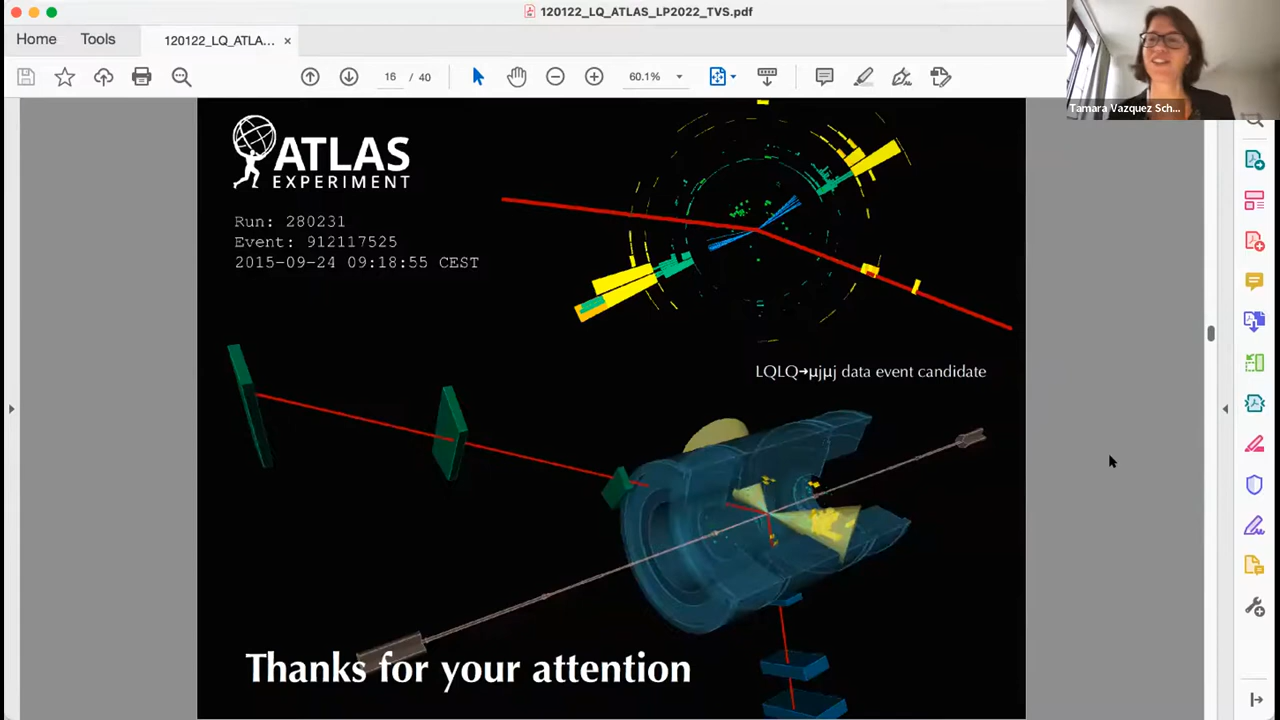 120122_LQ_ATLAS_LP2022_TVS.pdf
Home
Tools
120122_LQ_ATLA...
16 / 40
60.1%
Tamara Vazquez Sch...
ATLAS
EXPERIMENT
Run: 280231
Event: 912117525
2015-09-24 09:18:55 CEST
LQLQ→μjμj data event candidate
Thanks for your attention